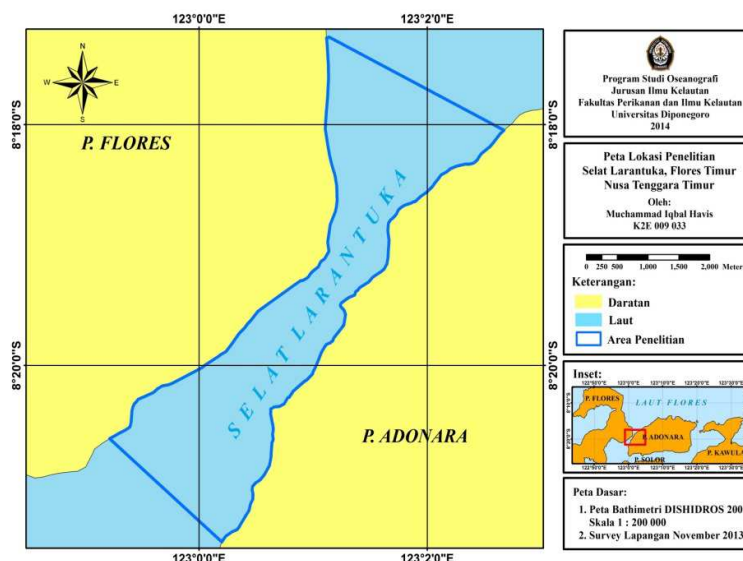 123°0'0"E
123°2'0"E
N
W
E
S
P. FLORES
8°18'0"S
8°18'0"S
SELAT LARANTUKA
8°20'0"S
8°20'0"S
P. ADONARA
123°0'0"E
123°2'0"E
Program Studi Oseanografi
Jurusan Ilmu Kelautan
Fakultas Perikanan dan Ilmu Kelautan
Universitas Diponegoro
2014
Peta Lokasi Penelitian
Selat Larantuka, Flores Timur
Nusa Tenggara Timur
Oleh:
Muchammad Iqbal Havis
K2E 009 033
0 250 500 1,000 1,500 2,000 Mete
Keterangan:
Daratan
Laut
Area Penelitian
Inset:
P. FLORES
LAUT FLORES
P. ADONARA
P. SOLOR
P. KAWULA
Peta Dasar:
1. Peta Bathimetri DISHIDROS 200
Skala 1 : 200 000
2. Survey Lapangan November 2013